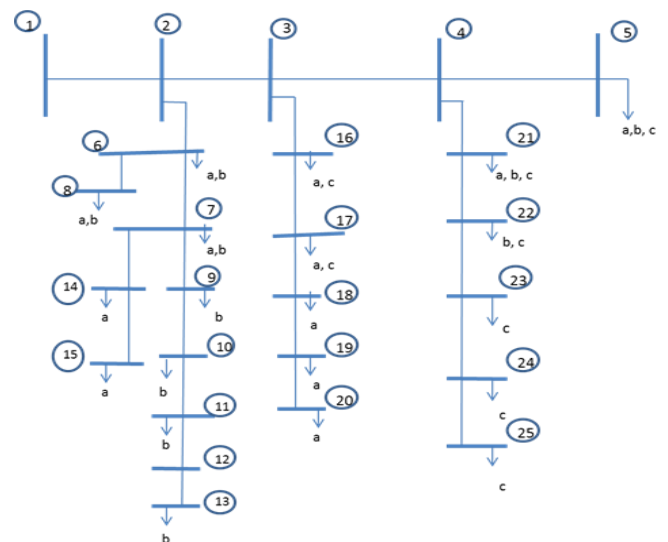 1 2 3 4 5
a,b, c
6 16 21
a,b a, c a, b, c
8
a,b
7 17 22
a,b a, c b, c
14 9 18 23
a b a c
15 10 19 24
a b a c
11 20 25
b a c
12
13
b